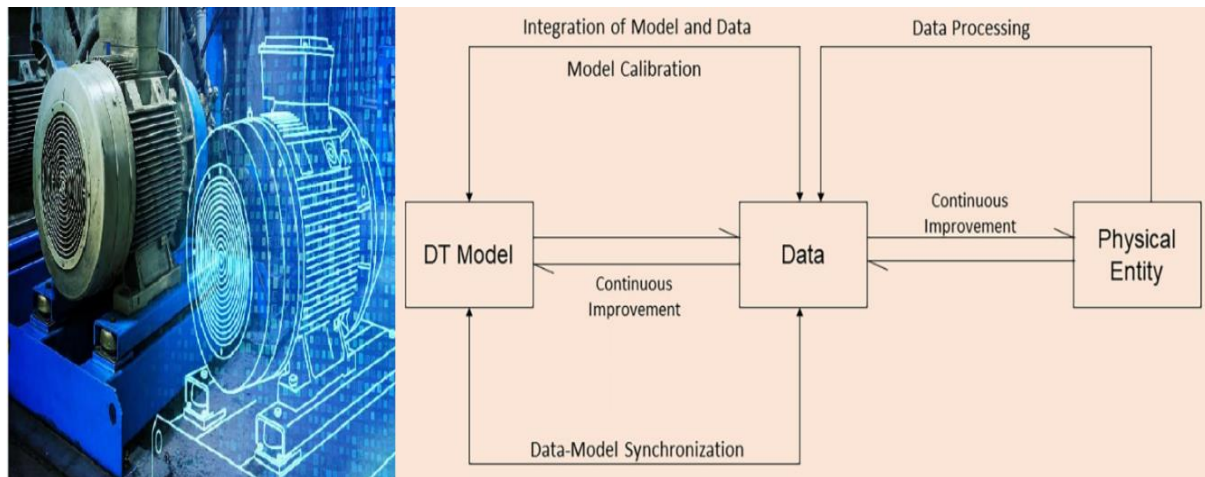 Integration of Model and Data
Model Calibration
Data Processing
DT Model
Continuous
Improvement
Data
Continuous
Improvement
Physical
Entity
Data-Model Synchronization